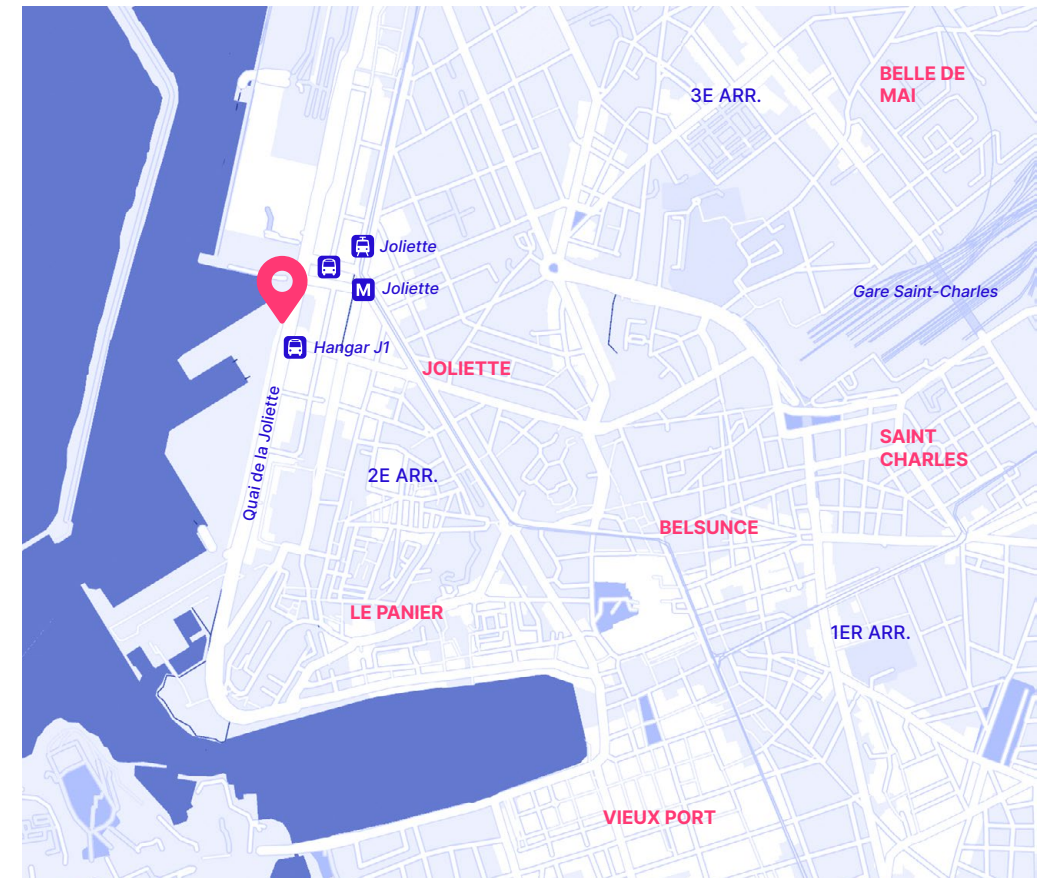 BELLE DE
MAI
3E ARR.
Joliette
M Joliette
Gare Saint-Charles
Hangar J1
JOLIETTE
Quai de la Joliette
SAINT
CHARLES
2E ARR.
BELSUNCE
LE PANIER
1ER ARR.
VIEUX PORT